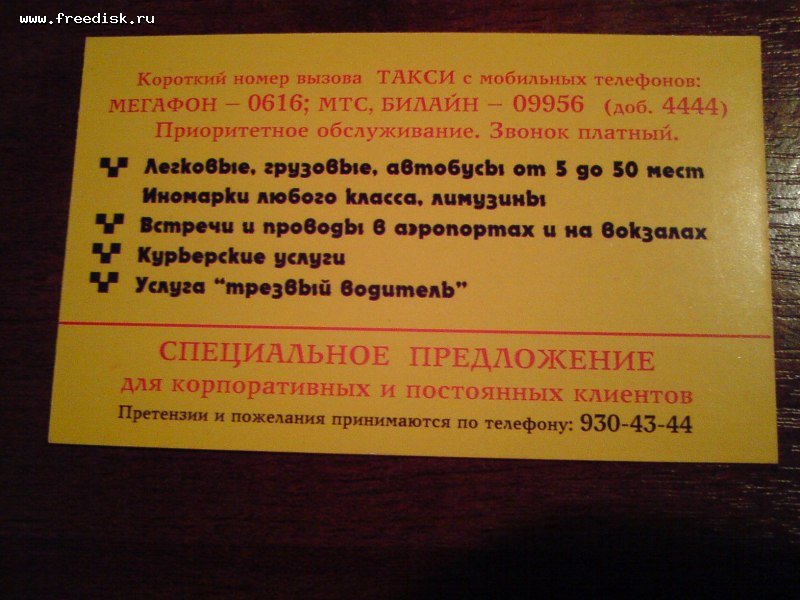 www.freedisk.ru
Короткий номер вызова ТАКСИ с мобильных телефонов:
МЕГАФОН – 0616; МТС, БИЛАЙН – 09956 (доб. 4444)
Приоритетное обслуживание. Звонок платный.
Легковые, грузовые, автобусы от 5 до 50 мест
Иномарки любого класса, лимузины
Встречи и проводы в аэропортах и на вокзалах
Курьерские услуги
Услуга “трезвый водитель”
СПЕЦИАЛЬНОЕ ПРЕДЛОЖЕНИЕ
для корпоративных и постоянных клиентов
Претензии и пожелания принимаются по телефону: 930-43-44